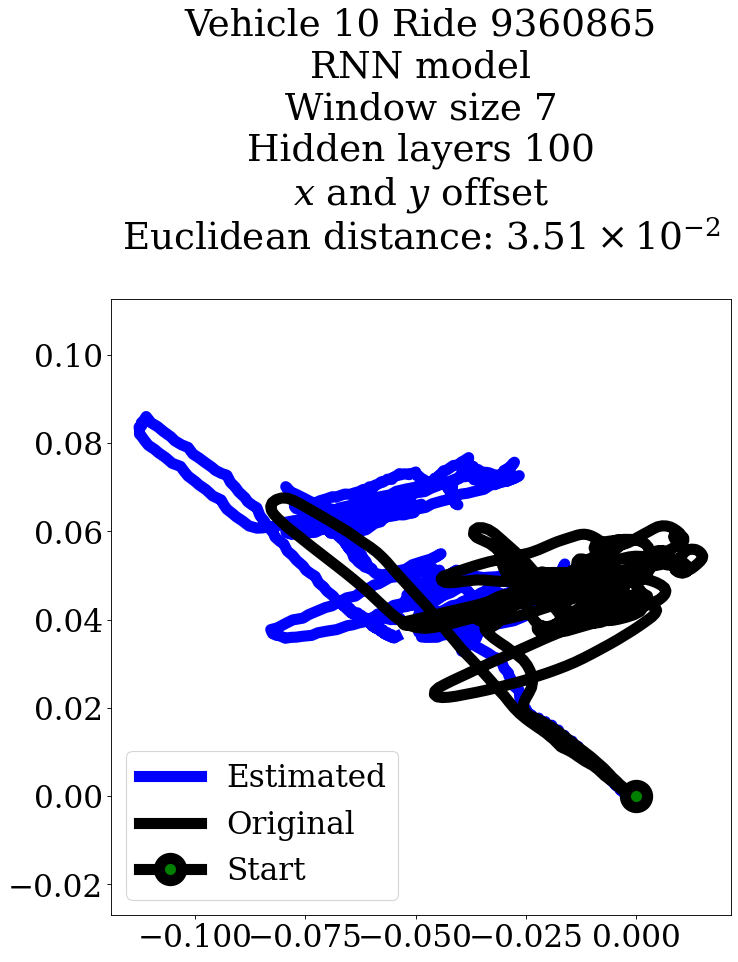 Vehicle 10 Ride 9360865
RNN model
Window size 7
Hidden layers 100
x and y offset
Euclidean distance: 3.51 × 10⁻²
0.10
0.08
0.06
0.04
0.02
0.00
−0.02
Estimated
Original
Start
−0.100 −0.075 −0.050 −0.025 0.000